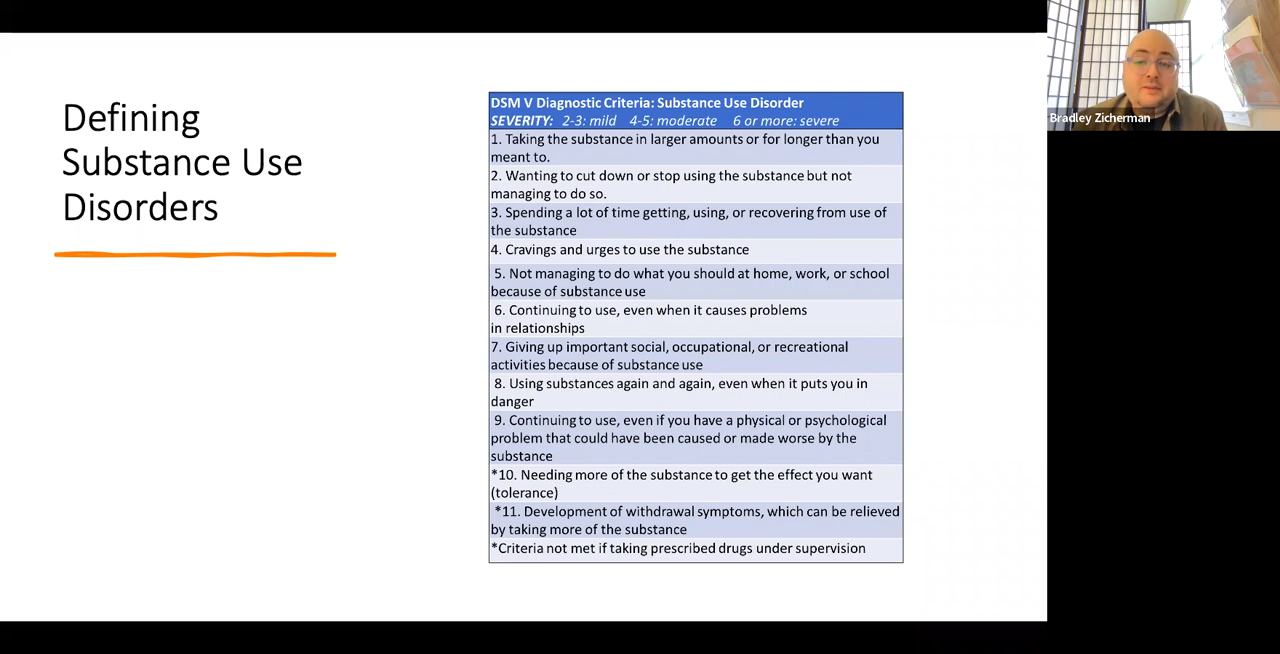 Defining
Substance Use
Disorders
DSM V Diagnostic Criteria: Substance Use Disorder
SEVERITY: 2-3: mild 4-5: moderate 6 or more: severe
1. Taking the substance in larger amounts or for longer than you
meant to.
2. Wanting to cut down or stop using the substance but not
managing to do so.
3. Spending a lot of time getting, using, or recovering from use of
the substance
4. Cravings and urges to use the substance
5. Not managing to do what you should at home, work, or school
because of substance use
6. Continuing to use, even when it causes problems
in relationships
7. Giving up important social, occupational, or recreational
activities because of substance use
8. Using substances again and again, even when it puts you in
danger
9. Continuing to use, even if you have a physical or psychological
problem that could have been caused or made worse by the
substance
*10. Needing more of the substance to get the effect you want
(tolerance)
*11. Development of withdrawal symptoms, which can be relieved
by taking more of the substance
*Criteria not met if taking prescribed drugs under supervision
Bradley Zicherman